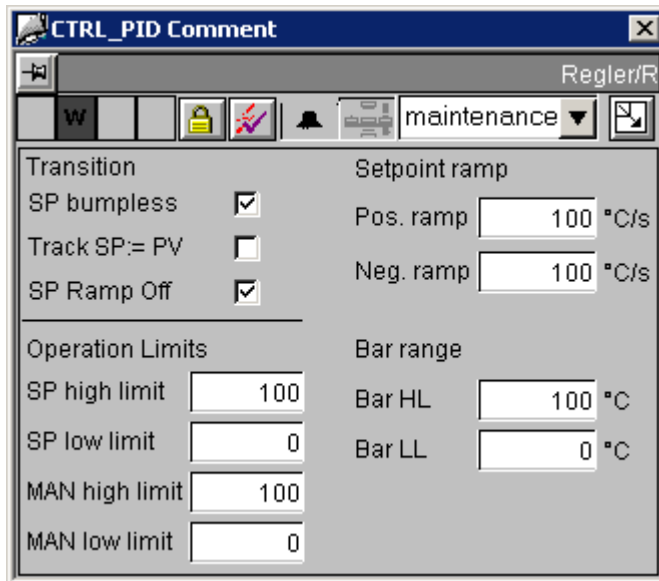 CTRL_PID Comment
Regler/R
W
maintenance
Transition
SP bumpless
Track SP:= PV
SP Ramp Off
Setpoint ramp
Pos. ramp 100 °C/s
Neg. ramp 100 °C/s
Operation Limits
SP high limit 100
SP low limit 0
MAN high limit 100
MAN low limit 0
Bar range
Bar HL 100 °C
Bar LL 0 °C